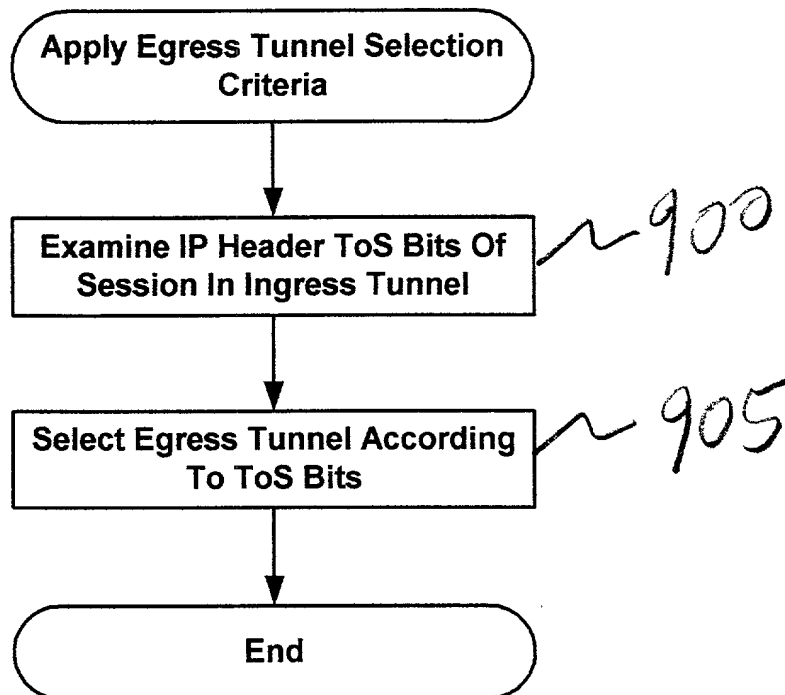 Apply Egress Tunnel Selection
Criteria
Examine IP Header ToS Bits Of
Session In Ingress Tunnel
900
Select Egress Tunnel According
To ToS Bits
905
End